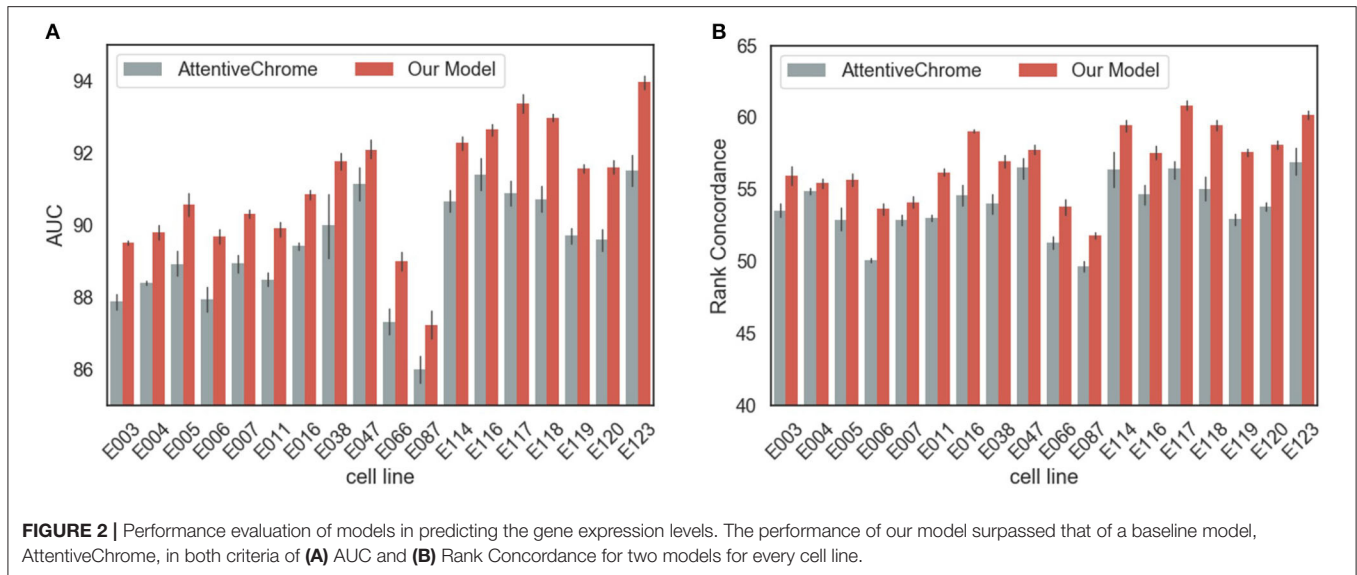 A
AttentiveChrome
Our Model
AUC
94
92
90
88
86
E003
E004
E005
E006
E007
E011
E016
E038
E047
E066
E087
E114
E116
E117
E118
E119
E120
E123
cell line
B
AttentiveChrome
Our Model
Rank Concordance
65
60
55
50
45
40
E003
E004
E005
E006
E007
E011
E016
E038
E047
E066
E087
E114
E116
E117
E118
E119
E120
E123
cell line
FIGURE 2 | Performance evaluation of models in predicting the gene expression levels. The performance of our model surpassed that of a baseline model,
AttentiveChrome, in both criteria of (A) AUC and (B) Rank Concordance for two models for every cell line.